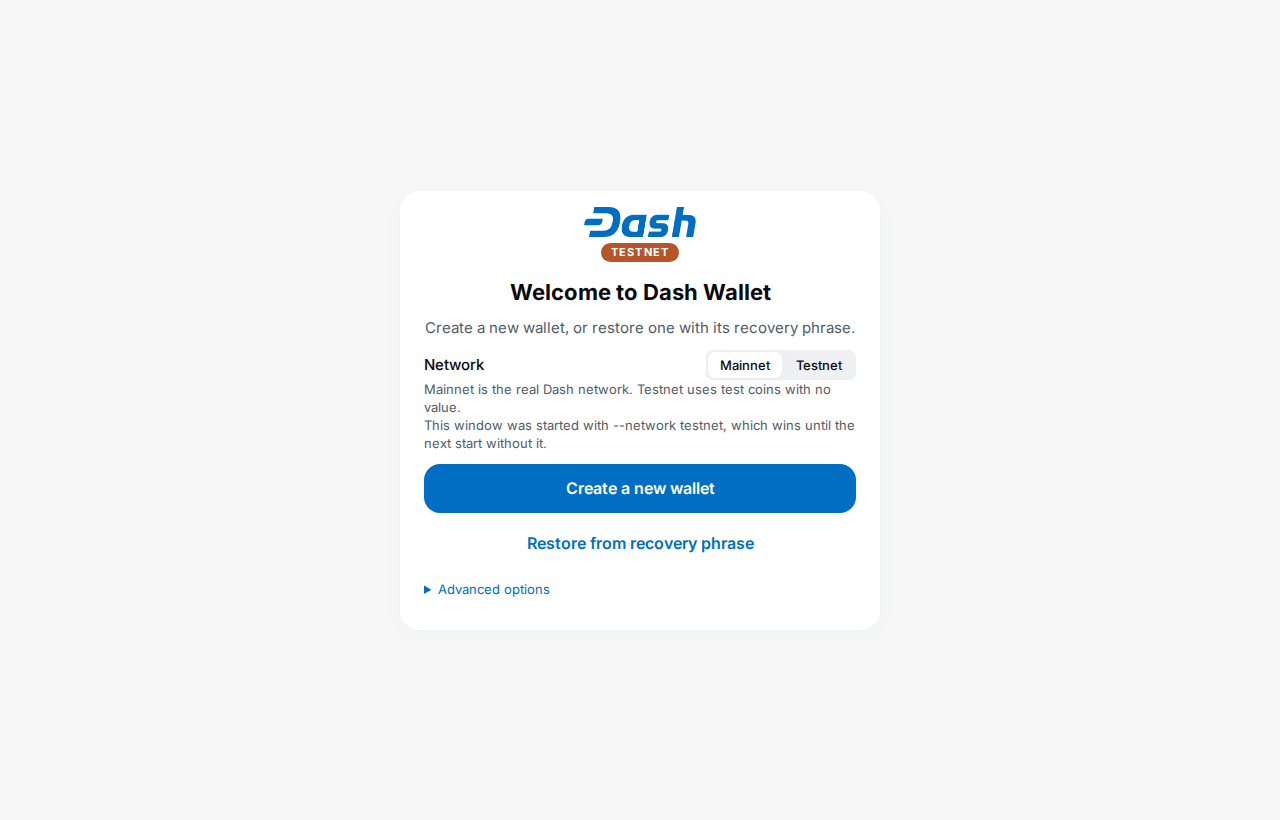 Dash
TESTNET
Welcome to Dash Wallet
Create a new wallet, or restore one with its recovery phrase.
Network
Mainnet Testnet
Mainnet is the real Dash network. Testnet uses test coins with no
value.
This window was started with --network testnet, which wins until the
next start without it.
Create a new wallet
Restore from recovery phrase
Advanced options